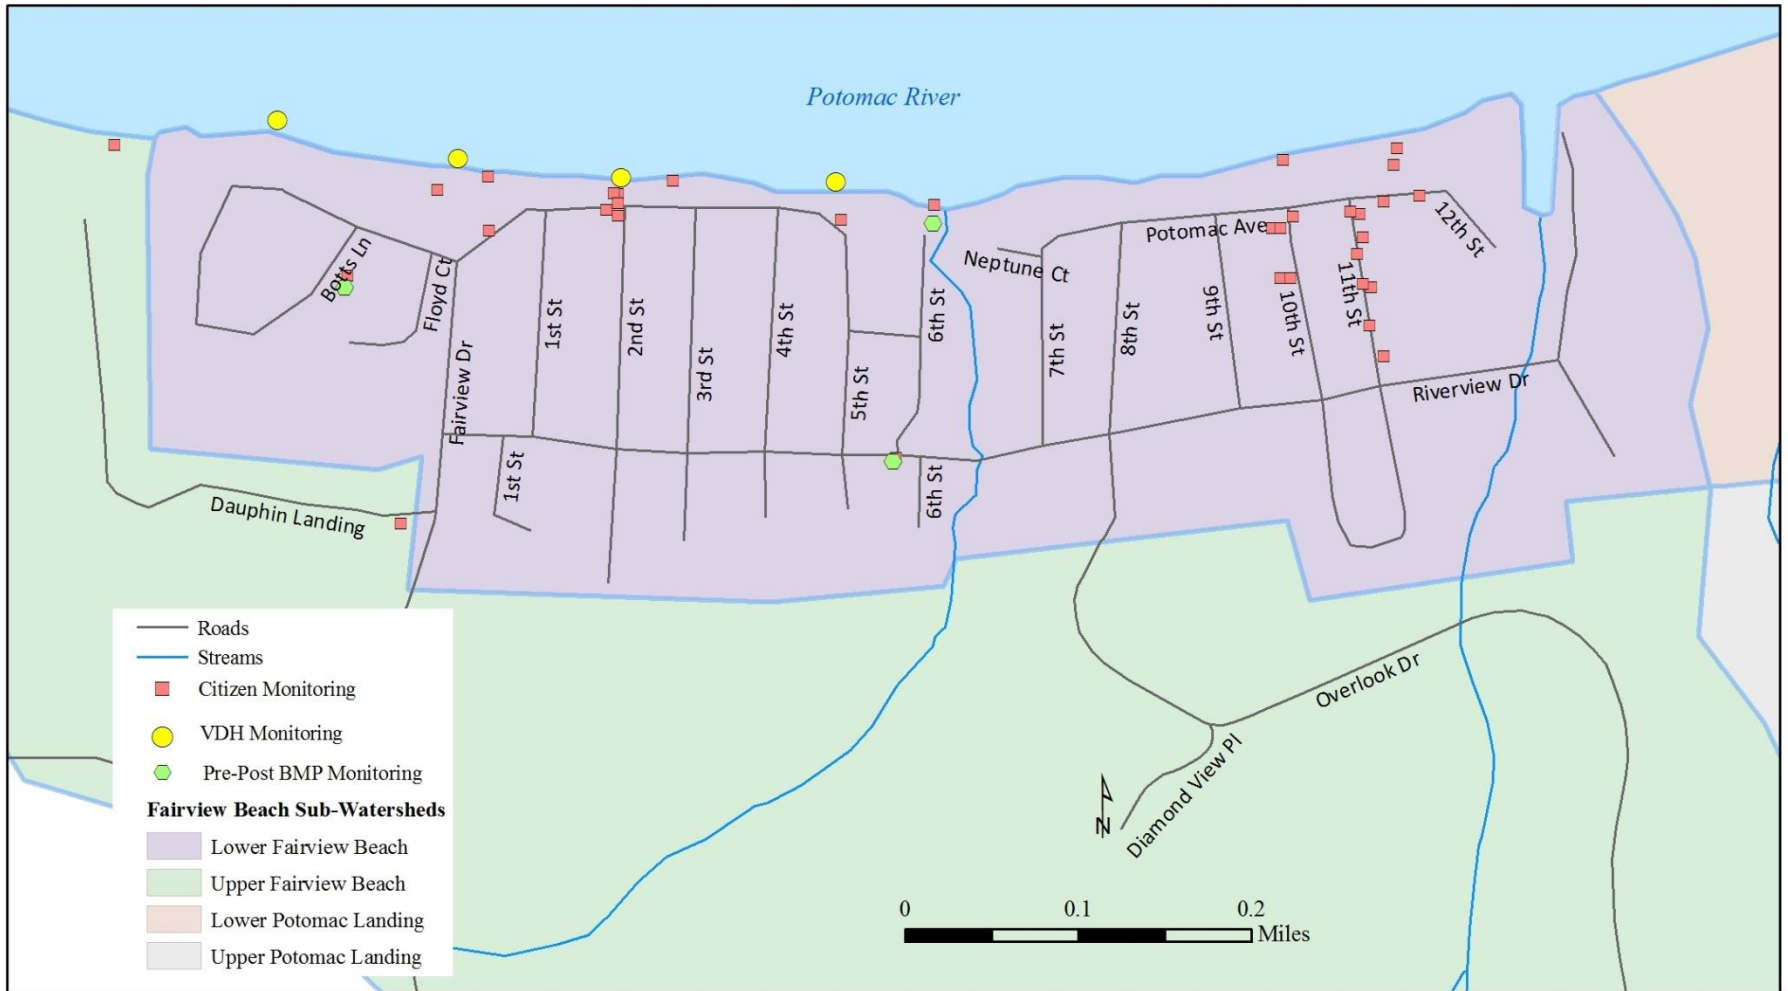 Potomac River
Botts Ln
Floyd Ct
Fairview Dr
1st St
2nd St
3rd St
4th St
5th St
6th St
Neptune Ct
7th St
8th St
Potomac Ave
9th St
10th St
11th St
12th St
Riverview Dr
1st St
6th St
Dauphin Landing
Overlook Dr
Diamond View Pl
N
Roads
Streams
Citizen Monitoring
VDH Monitoring
Pre-Post BMP Monitoring
Fairview Beach Sub-Watersheds
Lower Fairview Beach
Upper Fairview Beach
Lower Potomac Landing
Upper Potomac Landing
0 0.1 0.2
Miles